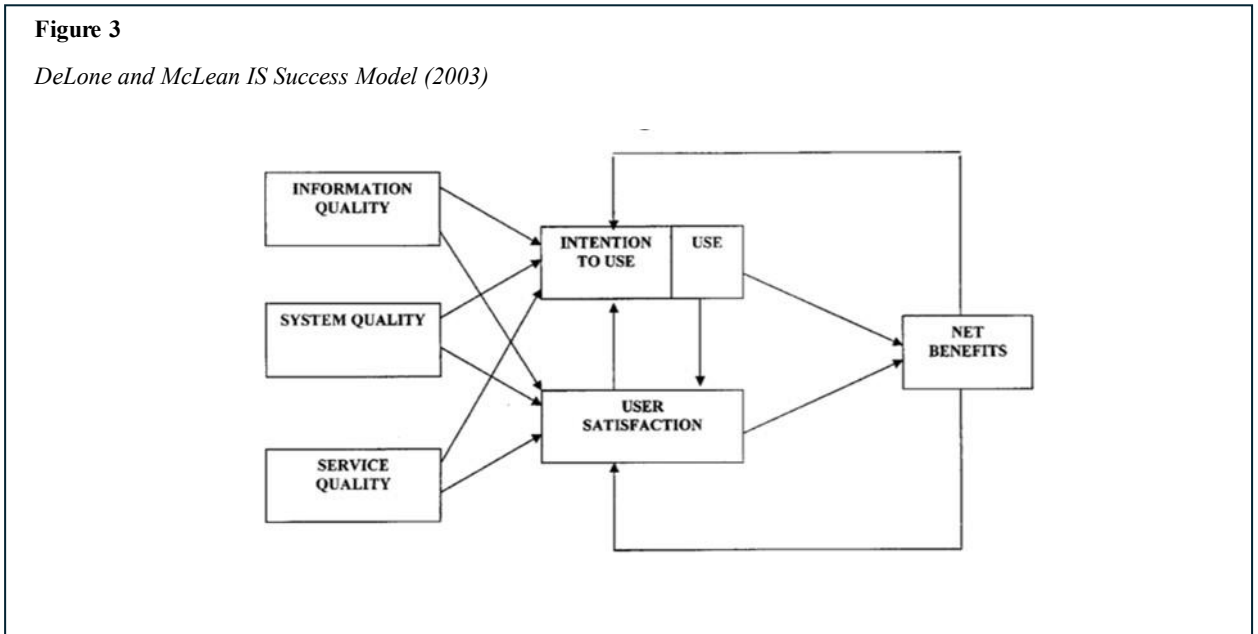 Figure 3
DeLone and McLean IS Success Model (2003)
INFORMATION
QUALITY
SYSTEM QUALITY
SERVICE
QUALITY
INTENTION
TO USE
USE
USER
SATISFACTION
NET
BENEFITS